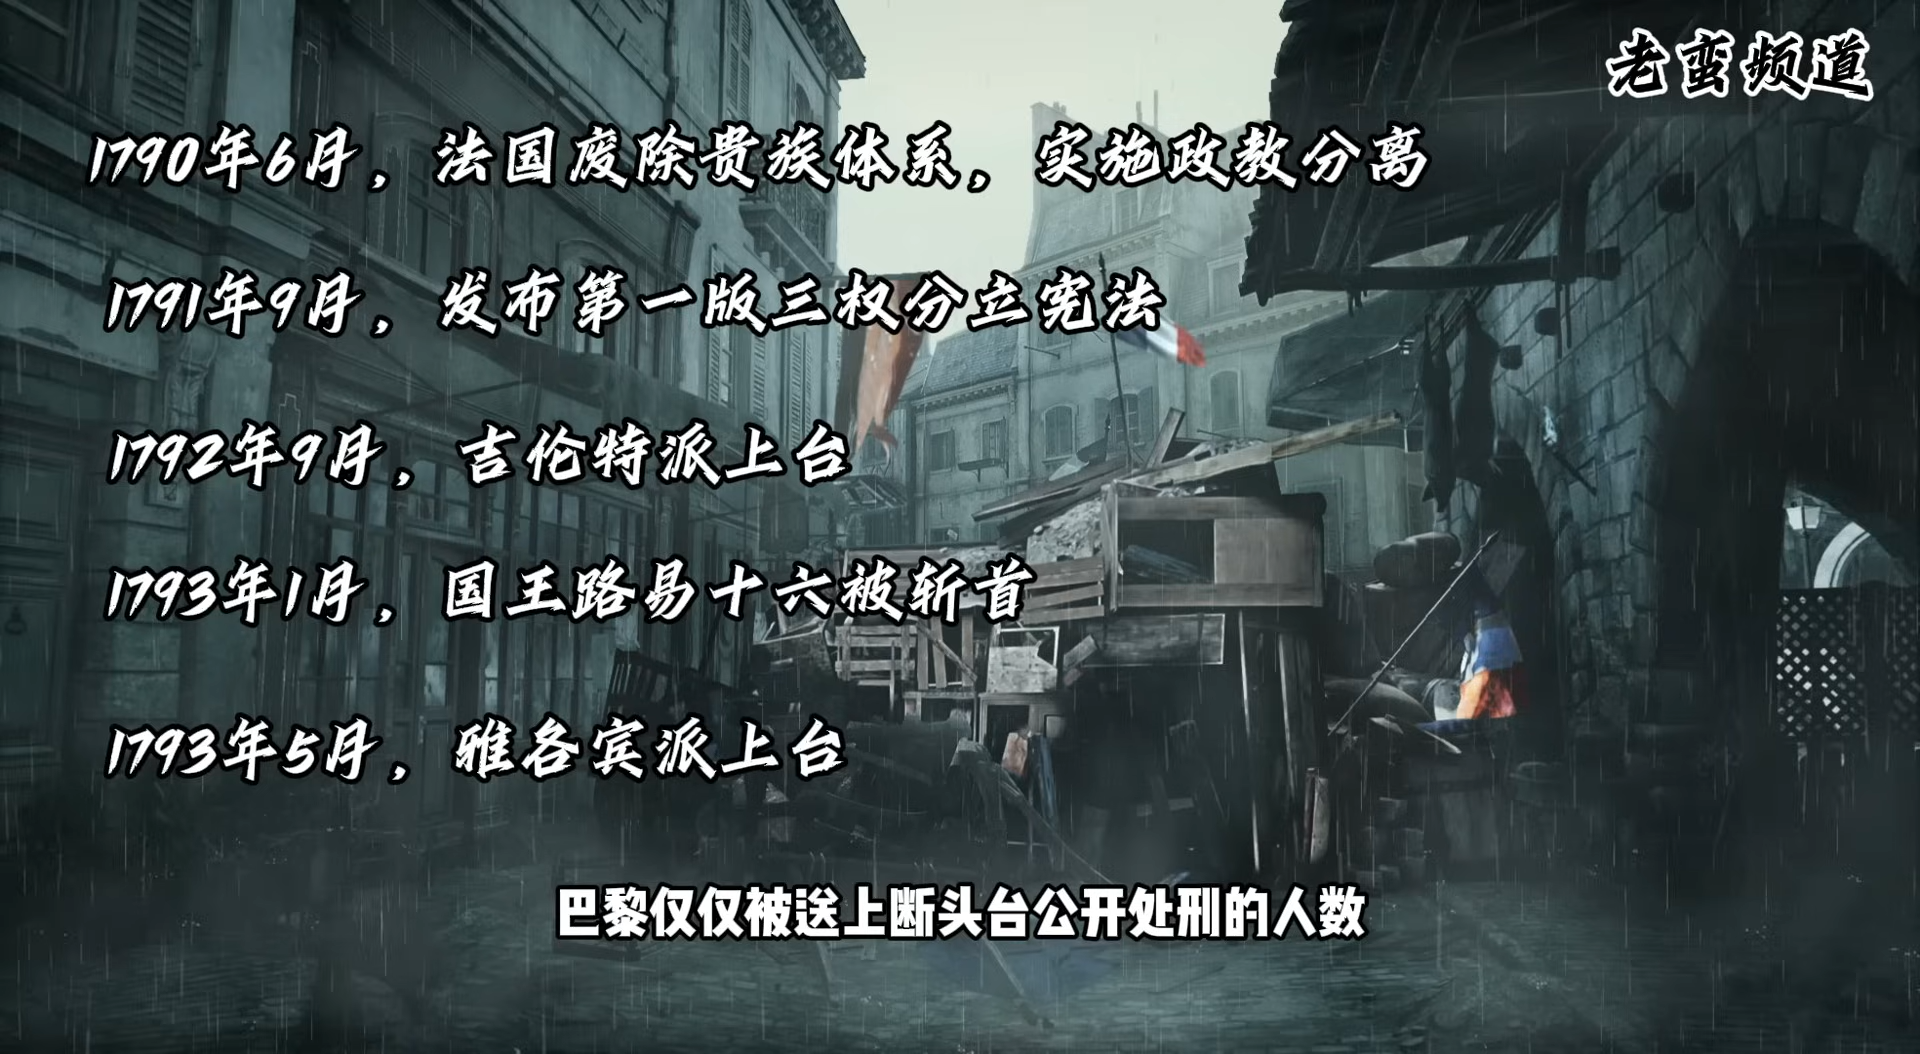 老蛮频道
1790年6月，法国废除贵族体系，实施政教分离
1791年9月，发布第一版三权分立宪法
1792年9月，吉伦特派上台
1793年1月，国王路易十六被斩首
1793年5月，雅各宾派上台
巴黎仅仅被送上断头台公开处刑的人数